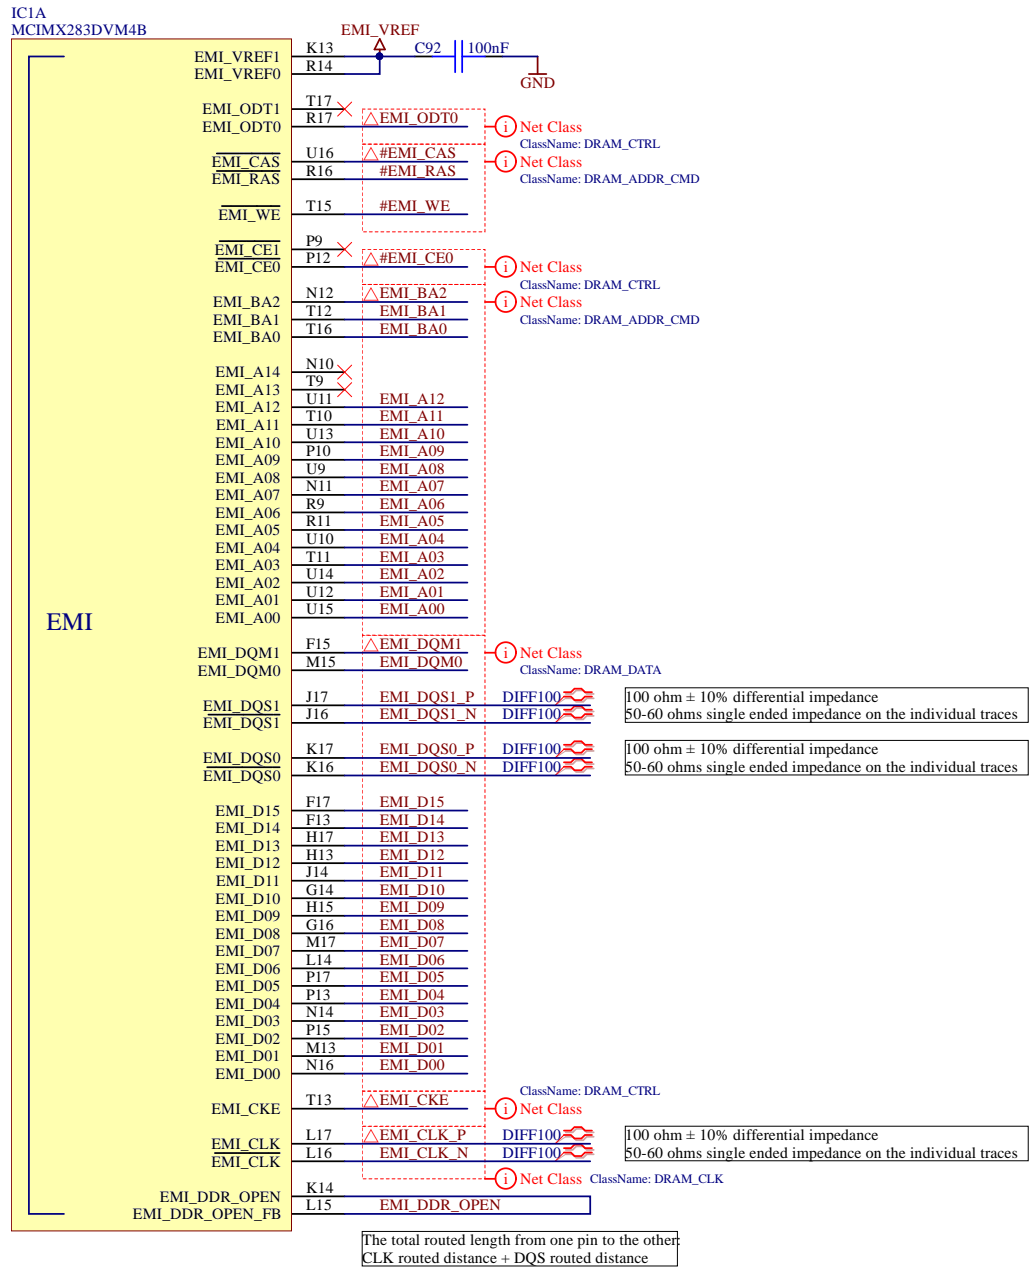 IC1A
MCIMX283DVM4B
EMI_VREF
EMI_VREF1 K13 C92 100nF
EMI_VREF0 R14
GND
EMI_ODT1 T17
EMI_ODT0 R17 EMI_ODT0 i Net Class
ClassName: DRAM_CTRL
EMI_CAS U16 #EMI_CAS i Net Class
EMI_RAS R16 #EMI_RAS ClassName: DRAM_ADDR_CMD
EMI_WE T15 #EMI_WE
EMI_CE1 P9
EMI_CE0 P12 #EMI_CE0 i Net Class
ClassName: DRAM_CTRL
EMI_BA2 N12 EMI_BA2 i Net Class
EMI_BA1 T12 EMI_BA1 ClassName: DRAM_ADDR_CMD
EMI_BA0 T16 EMI_BA0
EMI_A14 N10
EMI_A13 T9
EMI_A12 U11 EMI_A12
EMI_A11 T10 EMI_A11
EMI_A10 U13 EMI_A10
EMI_A09 P10 EMI_A09
EMI_A08 U9 EMI_A08
EMI_A07 N11 EMI_A07
EMI_A06 R9 EMI_A06
EMI_A05 R11 EMI_A05
EMI_A04 U10 EMI_A04
EMI_A03 T11 EMI_A03
EMI_A02 U14 EMI_A02
EMI_A01 U12 EMI_A01
EMI_A00 U15 EMI_A00
EMI
EMI_DQM1 F15 EMI_DQM1 i Net Class
EMI_DQM0 M15 EMI_DQM0 ClassName: DRAM_DATA
EMI_DQS1 J17 EMI_DQS1_P DIFF100 100 ohm ± 10% differential impedance
EMI_DQS1 J16 EMI_DQS1_N DIFF100 50-60 ohms single ended impedance on the individual traces
EMI_DQS0 K17 EMI_DQS0_P DIFF100 100 ohm ± 10% differential impedance
EMI_DQS0 K16 EMI_DQS0_N DIFF100 50-60 ohms single ended impedance on the individual traces
EMI_D15 F17 EMI_D15
EMI_D14 F13 EMI_D14
EMI_D13 H17 EMI_D13
EMI_D12 H13 EMI_D12
EMI_D11 J14 EMI_D11
EMI_D10 G14 EMI_D10
EMI_D09 H15 EMI_D09
EMI_D08 G16 EMI_D08
EMI_D07 M17 EMI_D07
EMI_D06 L14 EMI_D06
EMI_D05 P17 EMI_D05
EMI_D04 P13 EMI_D04
EMI_D03 N14 EMI_D03
EMI_D02 P15 EMI_D02
EMI_D01 M13 EMI_D01
EMI_D00 N16 EMI_D00
ClassName: DRAM_CTRL
EMI_CKE T13 EMI_CKE i Net Class
EMI_CLK L17 EMI_CLK_P DIFF100 100 ohm ± 10% differential impedance
EMI_CLK L16 EMI_CLK_N DIFF100 50-60 ohms single ended impedance on the individual traces
i Net Class ClassName: DRAM_CLK
EMI_DDR_OPEN K14
EMI_DDR_OPEN_FB L15 EMI_DDR_OPEN
The total routed length from one pin to the other:
CLK routed distance + DQS routed distance